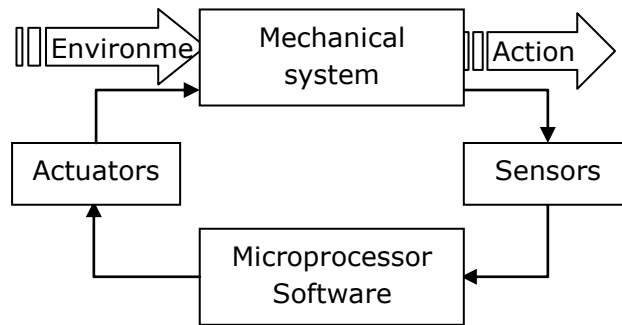 Environme
Mechanical
system
Action
Actuators
Sensors
Microprocessor
Software